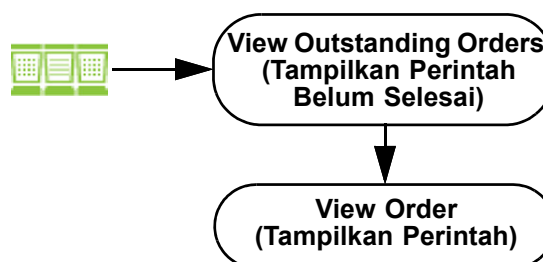 View Outstanding Orders
(Tampilkan Perintah
Belum Selesai)
View Order
(Tampilkan Perintah)